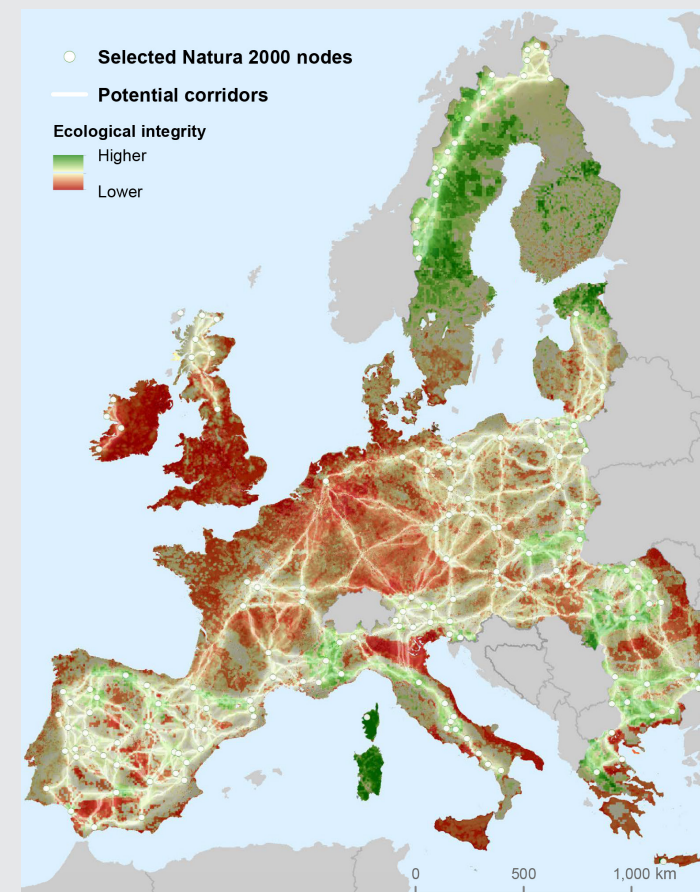 Selected Natura 2000 nodes
Potential corridors
Ecological integrity
Higher
Lower
0 500 1,000 km